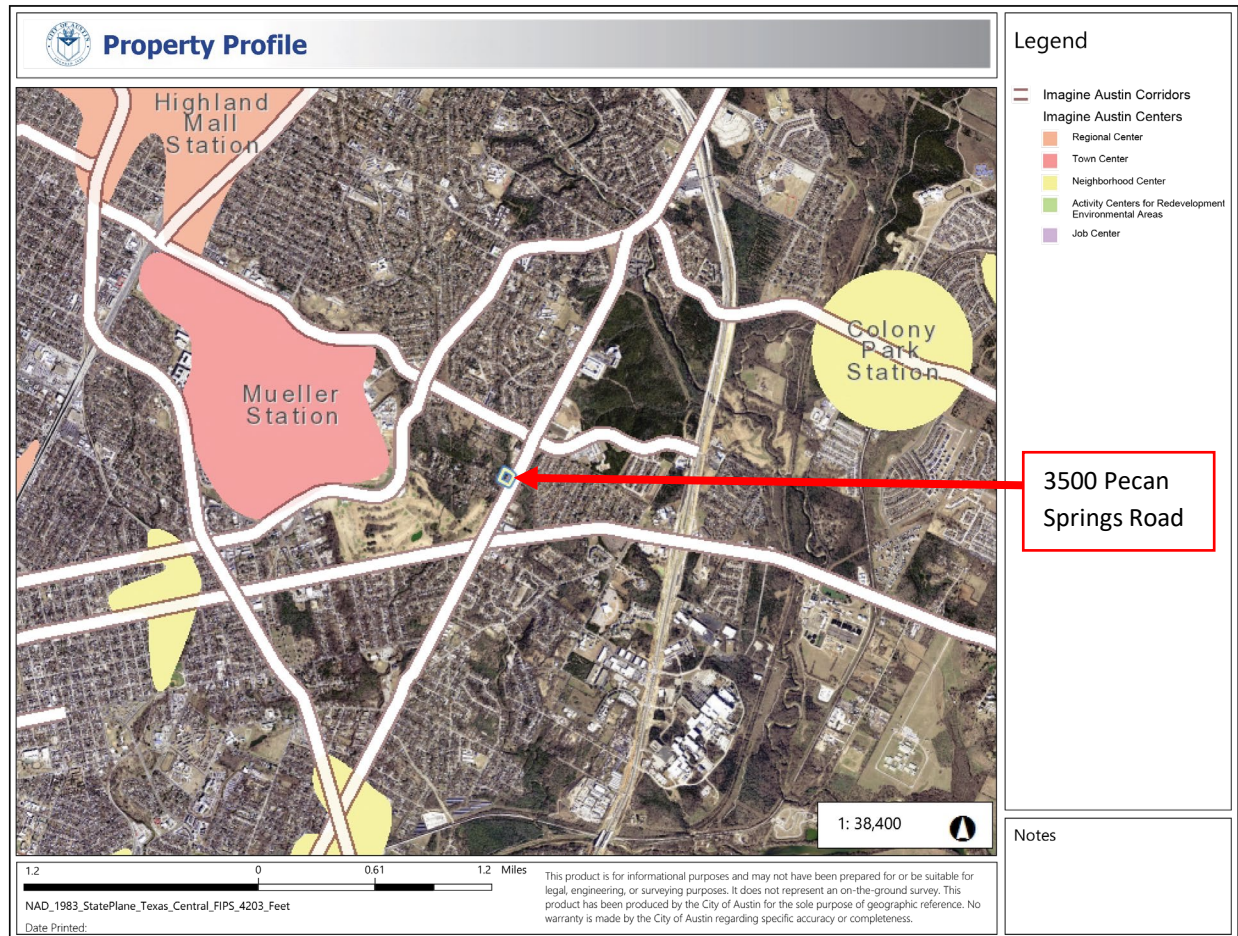 Property Profile
Highland
Mall
Station
Mueller
Station
Colony
Park
Station
1: 38,400
Legend
Imagine Austin Corridors
Imagine Austin Centers
Regional Center
Town Center
Neighborhood Center
Activity Centers for Redevelopment
Environmental Areas
Job Center
3500 Pecan
Springs Road
Notes
1.2 0 0.61 1.2 Miles
NAD_1983_StatePlane_Texas_Central_FIPS_4203_Feet
Date Printed:
This product is for informational purposes and may not have been prepared for or be suitable for
legal, engineering, or surveying purposes. It does not represent an on-the-ground survey. This
product has been produced by the City of Austin for the sole purpose of geographic reference. No
warranty is made by the City of Austin regarding specific accuracy or completeness.